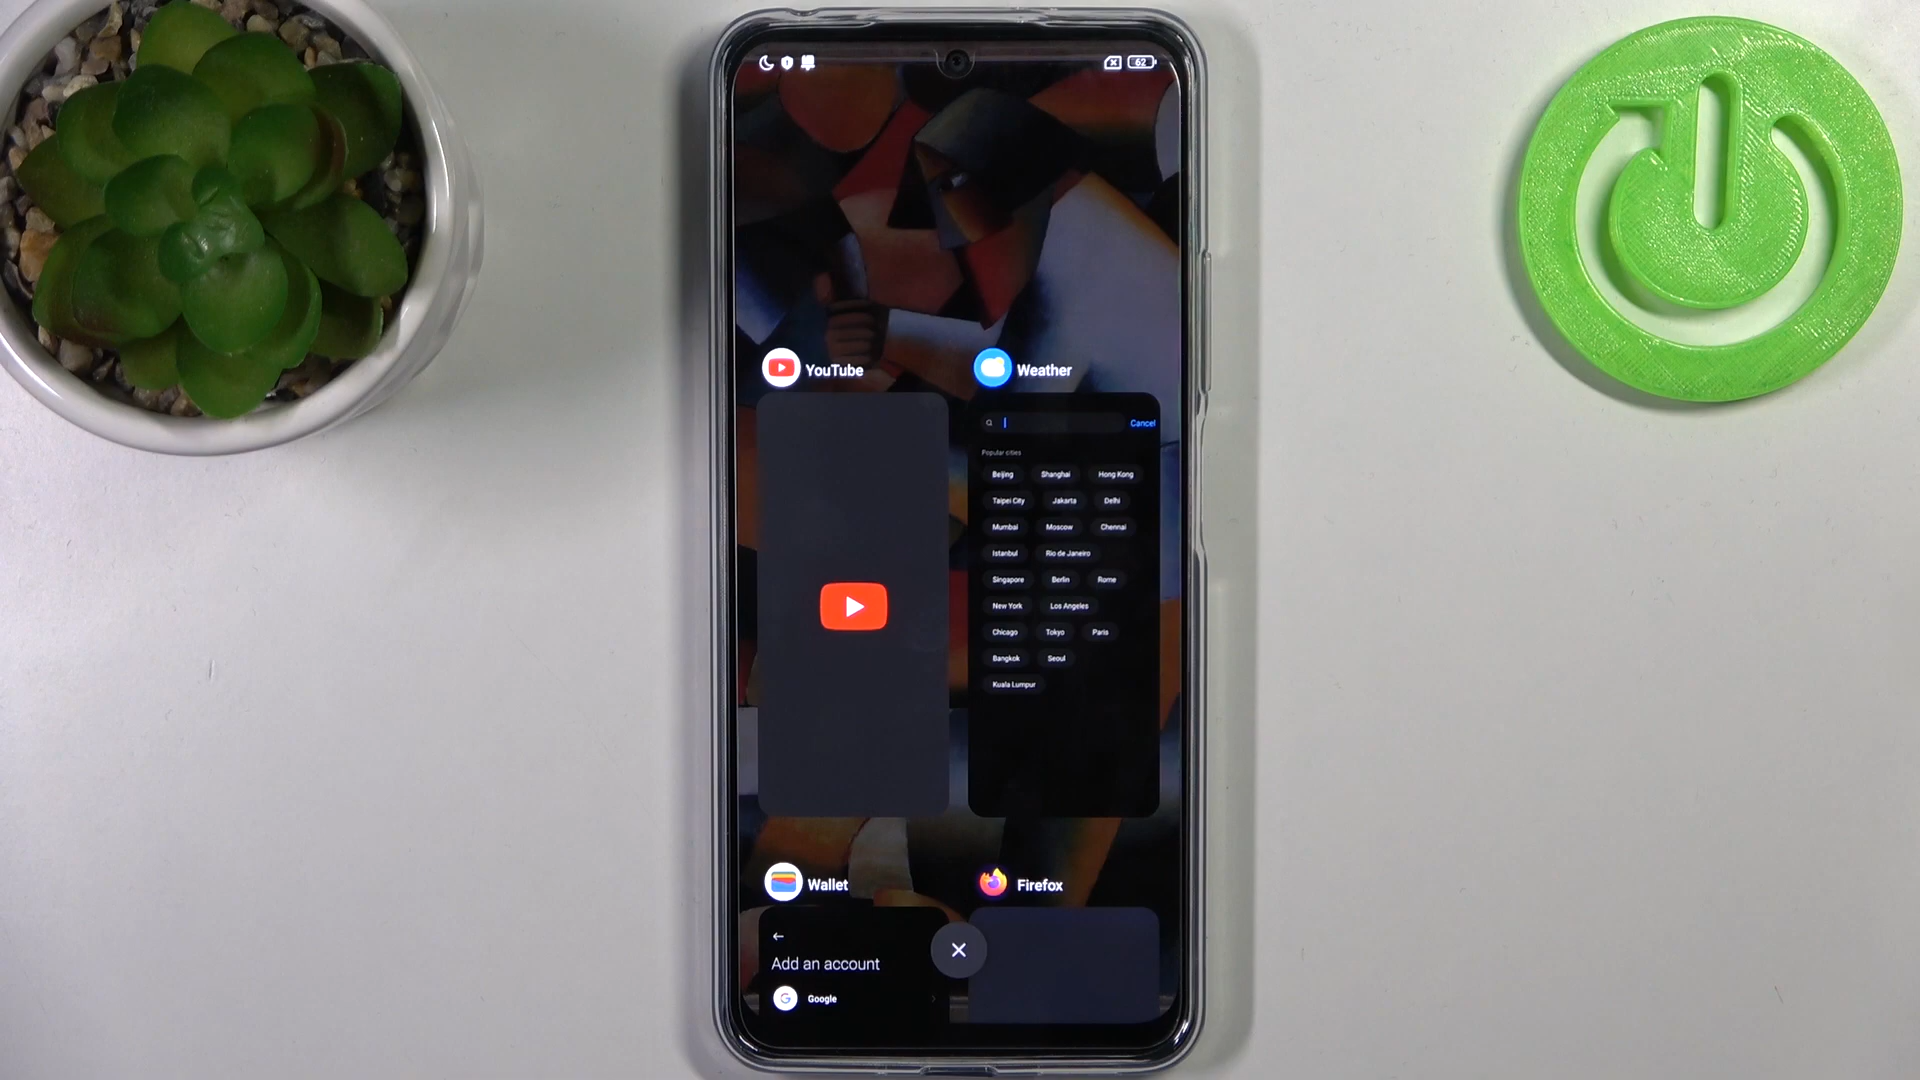 62
YouTube
Weather
Cancel
Popular cities
Beijing Shanghai Hong Kong
Taipei City Jakarta Delhi
Mumbai Moscow Chennai
Istanbul Rio de Janeiro
Singapore Berlin Rome
New York Los Angeles
Chicago Tokyo Paris
Bangkok Seoul
Kuala Lumpur
Wallet
Firefox
Add an account
G Google